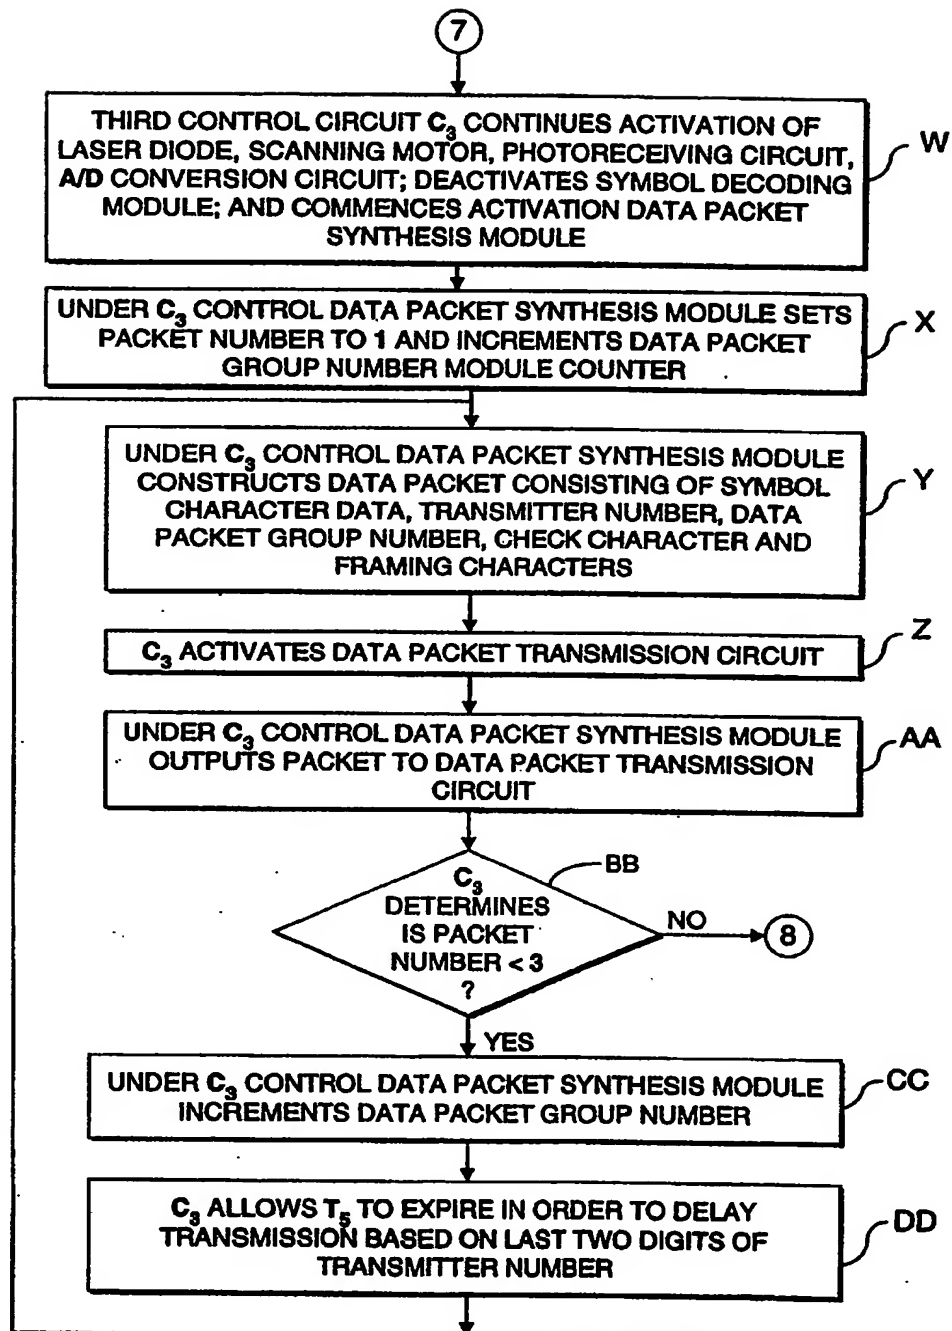 7
THIRD CONTROL CIRCUIT C₃ CONTINUES ACTIVATION OF
LASER DIODE, SCANNING MOTOR, PHOTORECEIVING CIRCUIT,
A/D CONVERSION CIRCUIT; DEACTIVATES SYMBOL DECODING
MODULE; AND COMMENCES ACTIVATION DATA PACKET
SYNTHESIS MODULE
W
UNDER C₃ CONTROL DATA PACKET SYNTHESIS MODULE SETS
PACKET NUMBER TO 1 AND INCREMENTS DATA PACKET
GROUP NUMBER MODULE COUNTER
X
UNDER C₃ CONTROL DATA PACKET SYNTHESIS MODULE
CONSTRUCTS DATA PACKET CONSISTING OF SYMBOL
CHARACTER DATA, TRANSMITTER NUMBER, DATA
PACKET GROUP NUMBER, CHECK CHARACTER AND
FRAMING CHARACTERS
Y
C₃ ACTIVATES DATA PACKET TRANSMISSION CIRCUIT
Z
UNDER C₃ CONTROL DATA PACKET SYNTHESIS MODULE
OUTPUTS PACKET TO DATA PACKET TRANSMISSION
CIRCUIT
AA
C₃
DETERMINES
IS PACKET
NUMBER < 3
?
BB
NO
8
YES
UNDER C₃ CONTROL DATA PACKET SYNTHESIS MODULE
INCREMENTS DATA PACKET GROUP NUMBER
CC
C₃ ALLOWS T₅ TO EXPIRE IN ORDER TO DELAY
TRANSMISSION BASED ON LAST TWO DIGITS OF
TRANSMITTER NUMBER
DD